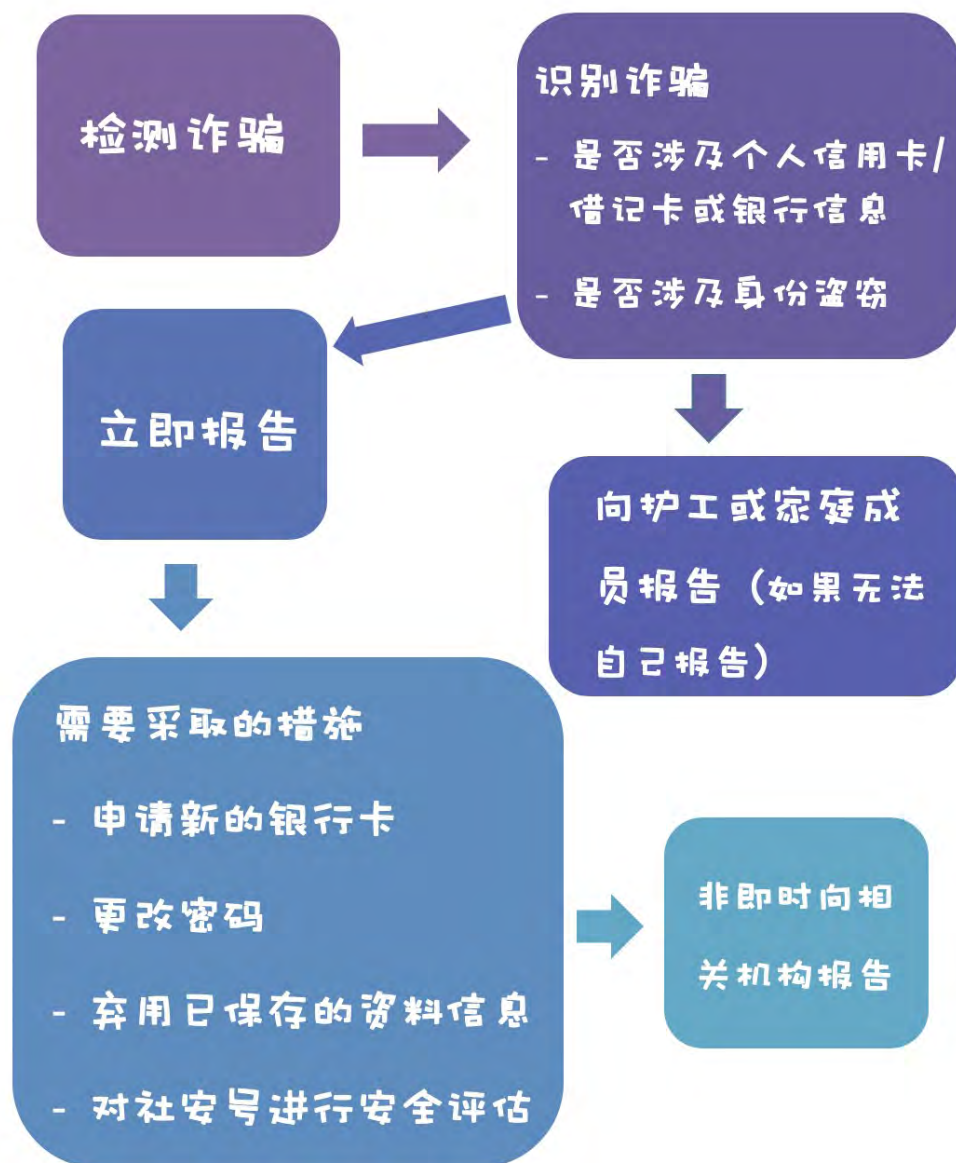 检测诈骗
识别诈骗
- 是否涉及个人信用卡/
借记卡或银行信息
- 是否涉及身份盗窃
立即报告
向护工或家庭成
员报告（如果无法
自己报告）
需要采取的措施
- 申请新的银行卡
- 更改密码
- 弃用已保存的资料信息
- 对社安号进行安全评估
非即时向相
关机构报告